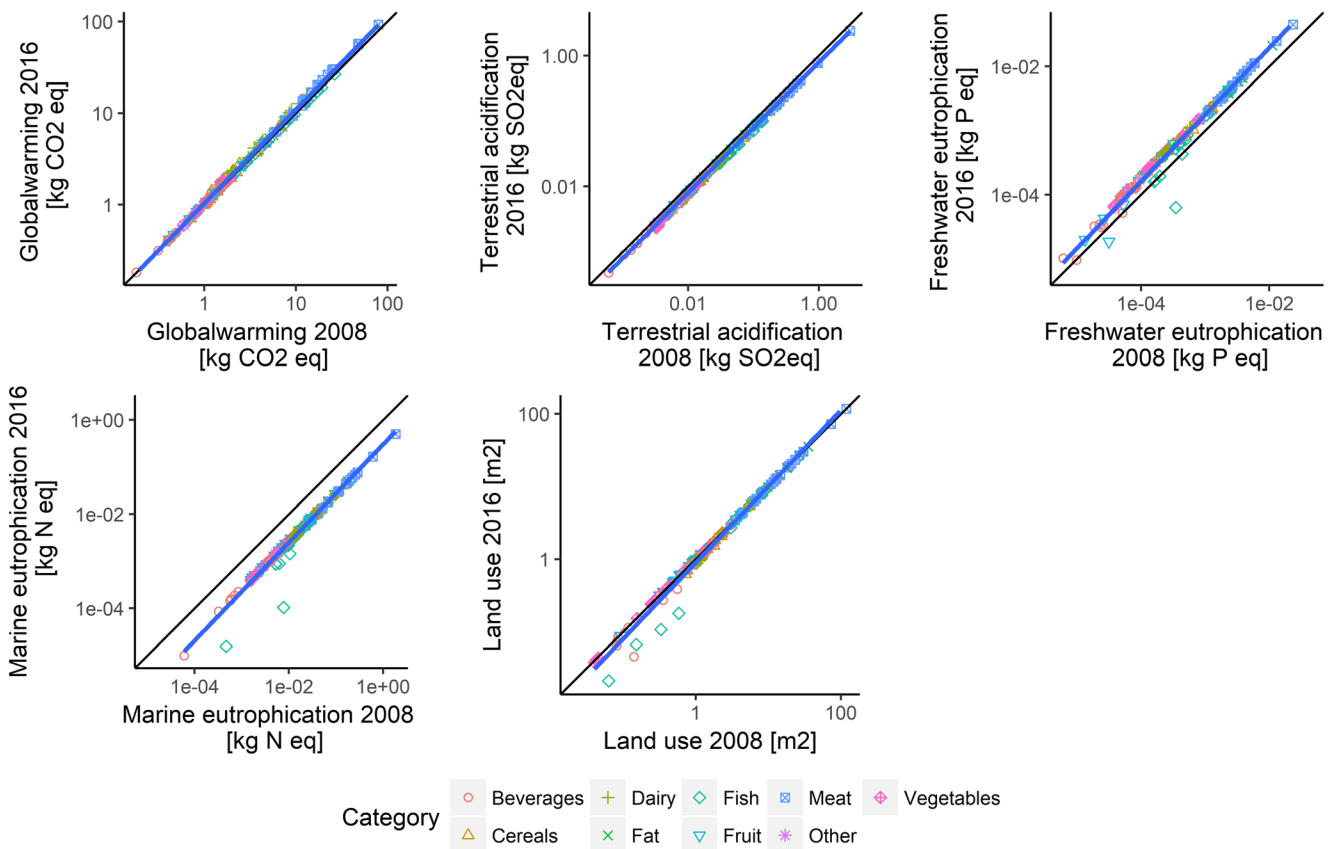 Globalwarming 2016
[kg CO2 eq]
100
10
1
1 10 100
Globalwarming 2008
[kg CO2 eq]
Terrestrial acidification
2016 [kg SO2eq]
1.00
0.01
0.01 1.00
Terrestrial acidification
2008 [kg SO2eq]
Freshwater eutrophication
2016 [kg P eq]
1e-02
1e-04
1e-04 1e-02
Freshwater eutrophication
2008 [kg P eq]
Marine eutrophication 2016
[kg N eq]
1e+00
1e-02
1e-04
1e-04 1e-02 1e+00
Marine eutrophication 2008
[kg N eq]
Land use 2016 [m2]
100
1
1 100
Land use 2008 [m2]
Category
Beverages Dairy Fish Meat Vegetables
Cereals Fat Fruit Other